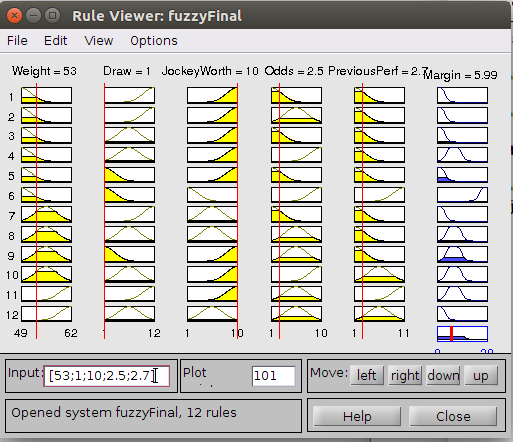 Rule Viewer: fuzzyFinal
File Edit View Options
Weight = 53 Draw = 1 JockeyWorth = 10 Odds = 2.5 PreviousPerf = 2.7 Margin = 5.99
1
2
3
4
5
6
7
8
9
10
11
12
49 62 1 12 1 10 1 10 1 11
Input: [53;1;10;2.5;2.7] Plot 101 Move: left right down up
Opened system fuzzyFinal, 12 rules
Help Close